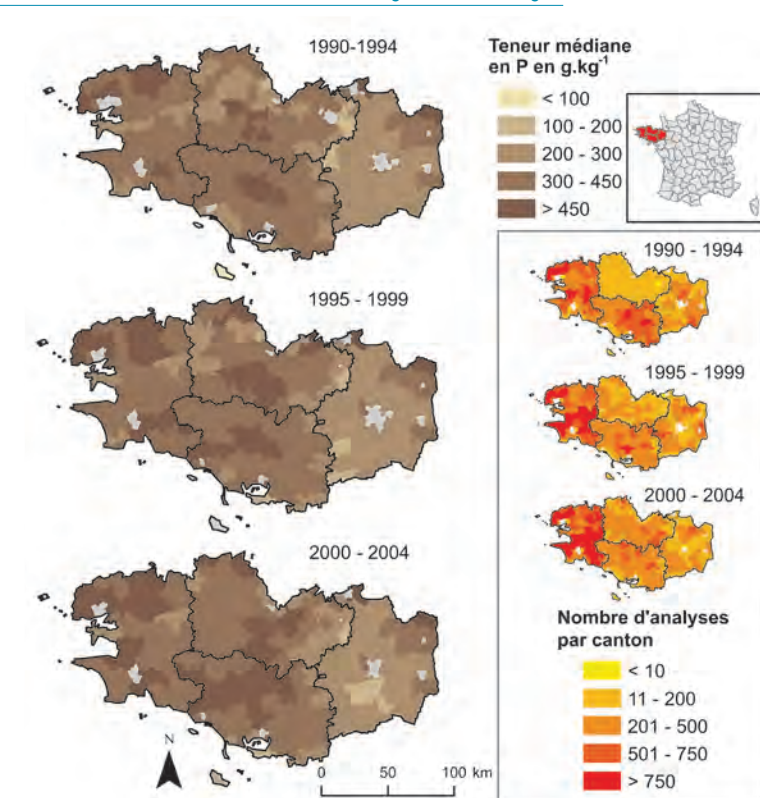 1990-1994
Teneur médiane
en P en g.kg-1
< 100
100 - 200
200 - 300
300 - 450
> 450
1995 - 1999
2000 - 2004
N
0 50 100 km
1990 - 1994
1995 - 1999
2000 - 2004
Nombre d'analyses
par canton
< 10
11 - 200
201 - 500
501 - 750
> 750